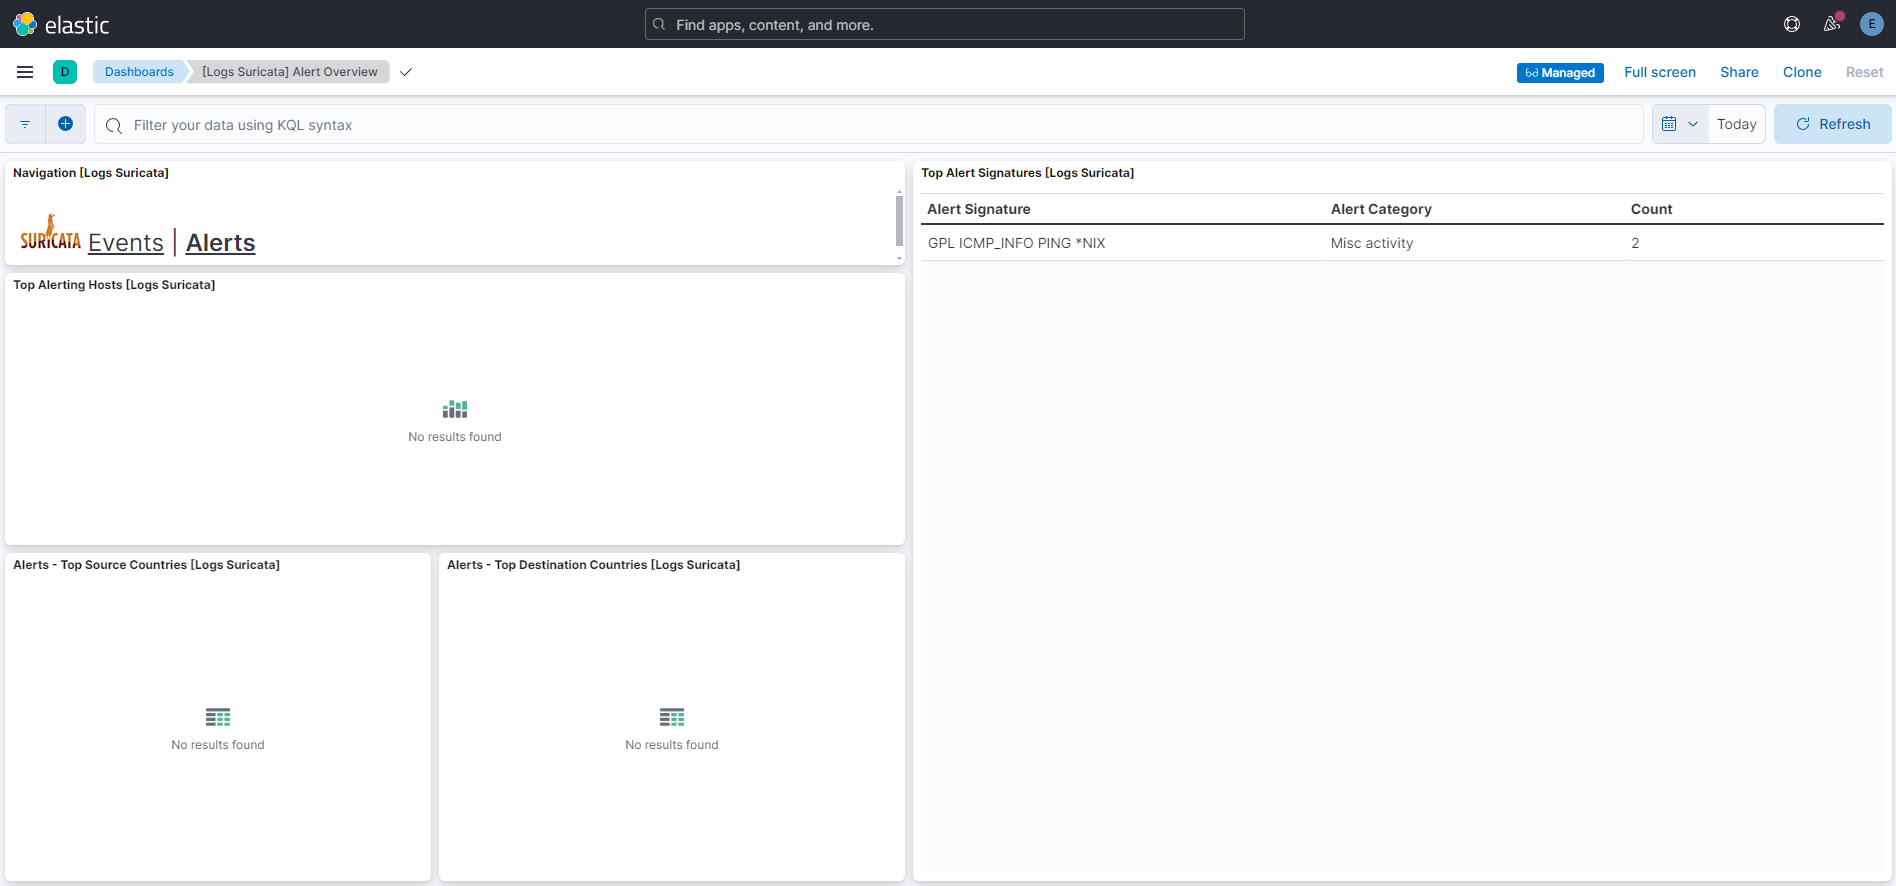 elastic
Find apps, content, and more.
E
D
Dashboards
[Logs Suricata] Alert Overview
Managed
Full screen
Share
Clone
Reset
Filter your data using KQL syntax
Today
Refresh
Navigation [Logs Suricata]
SURICATA Events | Alerts
Top Alerting Hosts [Logs Suricata]
No results found
Alerts - Top Source Countries [Logs Suricata]
No results found
Alerts - Top Destination Countries [Logs Suricata]
No results found
Top Alert Signatures [Logs Suricata]
Alert Signature Alert Category Count
GPL ICMP_INFO PING *NIX Misc activity 2